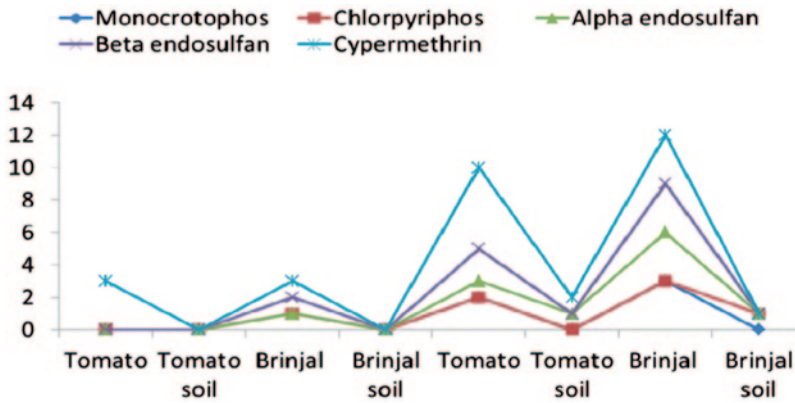 Monocrotophos Chlorpyriphos Alpha endosulfan
Beta endosulfan Cypermethrin
14
12
10
8
6
4
2
0
Tomato Tomato soil Brinjal Brinjal soil Tomato Tomato soil Brinjal Brinjal soil